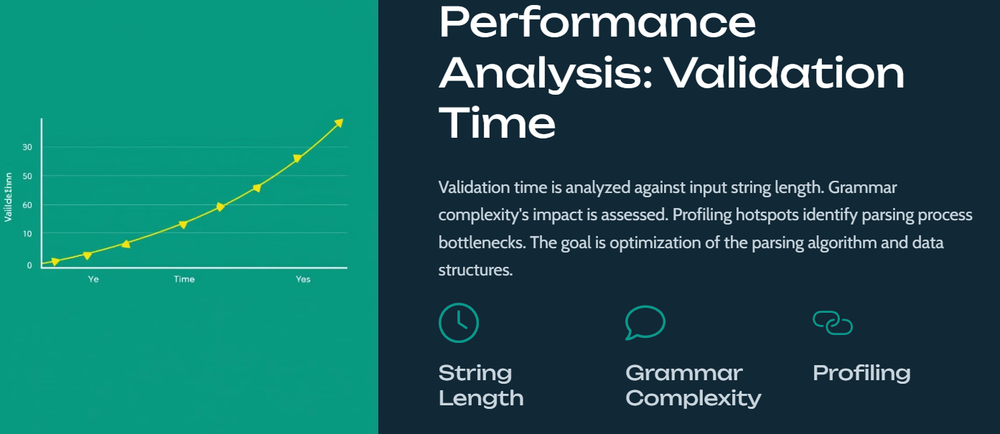 Performance
Analysis: Validation
Time
Validation time is analyzed against input string length. Grammar
complexity's impact is assessed. Profiling hotspots identify parsing process
bottlenecks. The goal is optimization of the parsing algorithm and data
structures.
String
Length
Grammar
Complexity
Profiling
30
50
60
10
0
Ye
Time
Yes